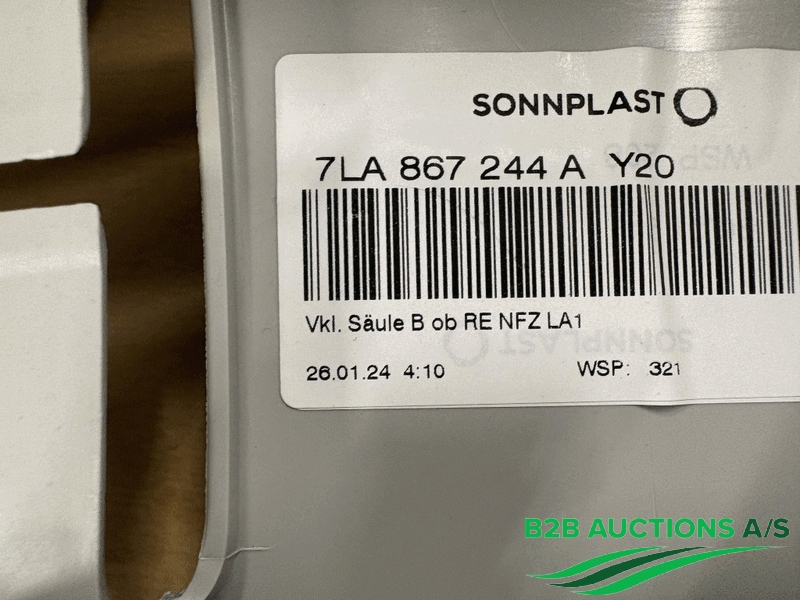 SONNPLAST
7LA 867 244 A Y20
Vkl. Säule B ob RE NFZ LA1
26.01.24 4:10 WSP: 321
B2B AUCTIONS A/S